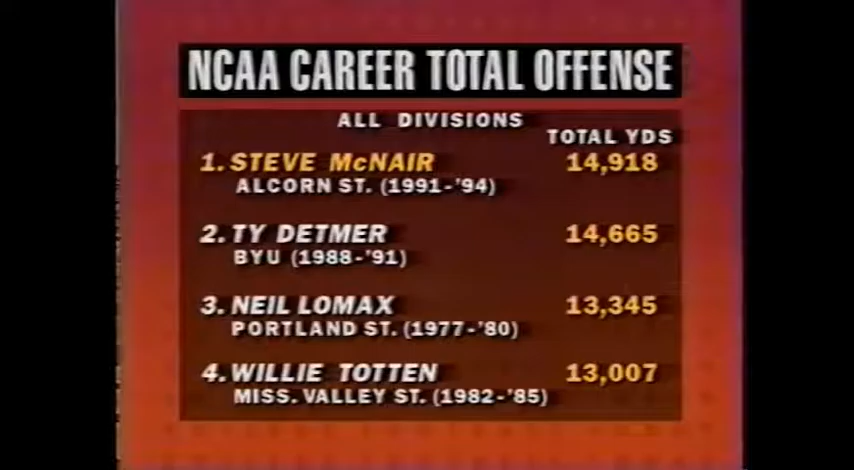 NCAA CAREER TOTAL OFFENSE
ALL DIVISIONS
TOTAL YDS
1. STEVE McNAIR 14,918
ALCORN ST. (1991-'94)
2. TY DETMER 14,665
BYU (1988-'91)
3. NEIL LOMAX 13,345
PORTLAND ST. (1977-'80)
4. WILLIE TOTTEN 13,007
MISS. VALLEY ST. (1982-'85)